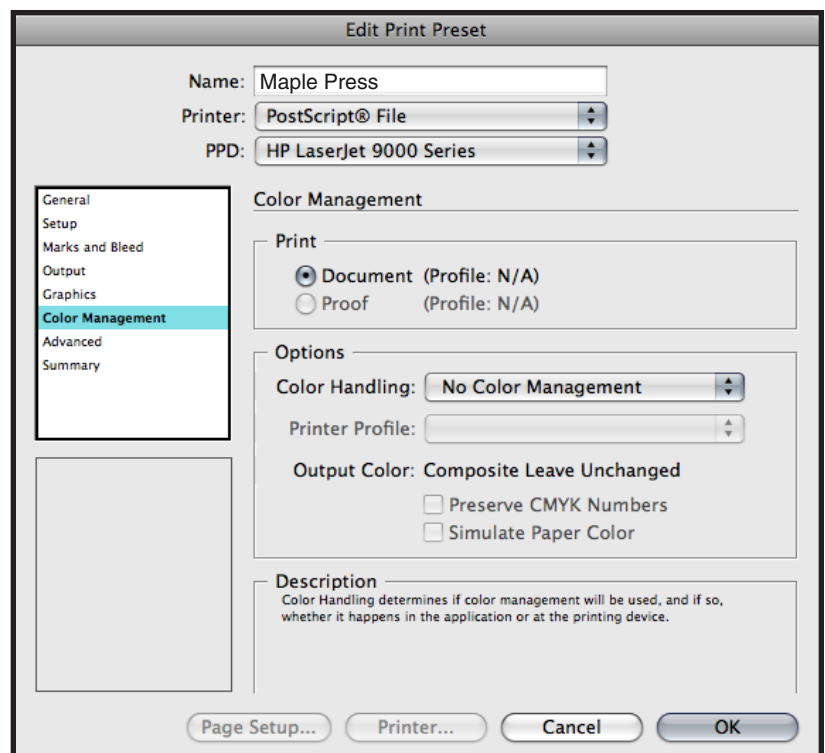 Edit Print Preset
Name: Maple Press
Printer: PostScript® File
PPD: HP LaserJet 9000 Series
General
Setup
Marks and Bleed
Output
Graphics
Color Management
Advanced
Summary
Color Management
Print
Document (Profile: N/A)
Proof (Profile: N/A)
Options
Color Handling: No Color Management
Printer Profile:
Output Color: Composite Leave Unchanged
Preserve CMYK Numbers
Simulate Paper Color
Description
Color Handling determines if color management will be used, and if so,
whether it happens in the application or at the printing device.
Page Setup... Printer... Cancel OK